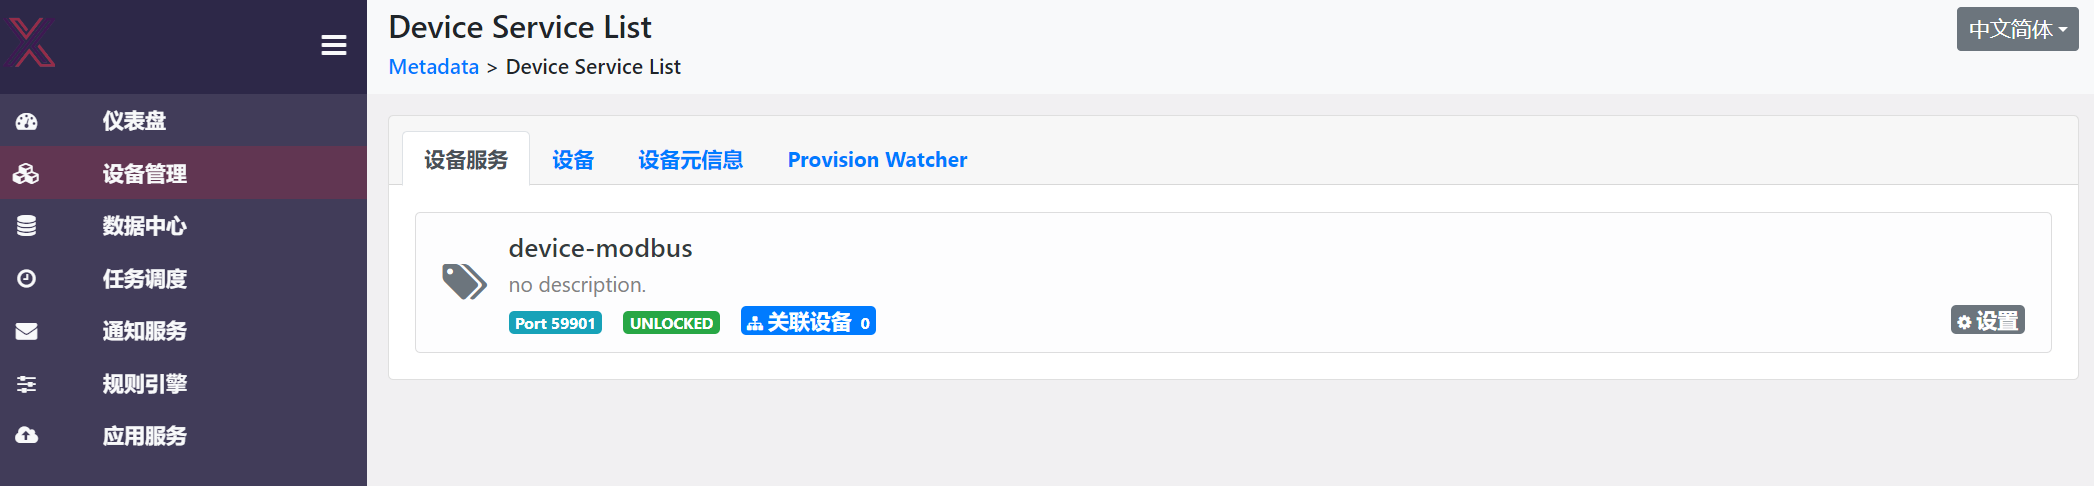 Device Service List
中文简体
Metadata > Device Service List
仪表盘
设备管理
数据中心
任务调度
通知服务
规则引擎
应用服务
设备服务 设备 设备元信息 Provision Watcher
device-modbus
no description.
Port 59901 UNLOCKED 关联设备 0 设置